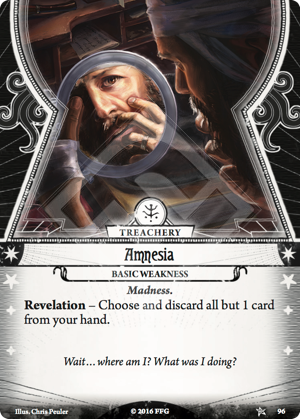 TREACHERY
Amnesia
BASIC WEAKNESS
Madness.
Revelation – Choose and discard all but 1 card
from your hand.
Wait… where am I? What was I doing?
Illus. Chris Peuler © 2016 FFG 96